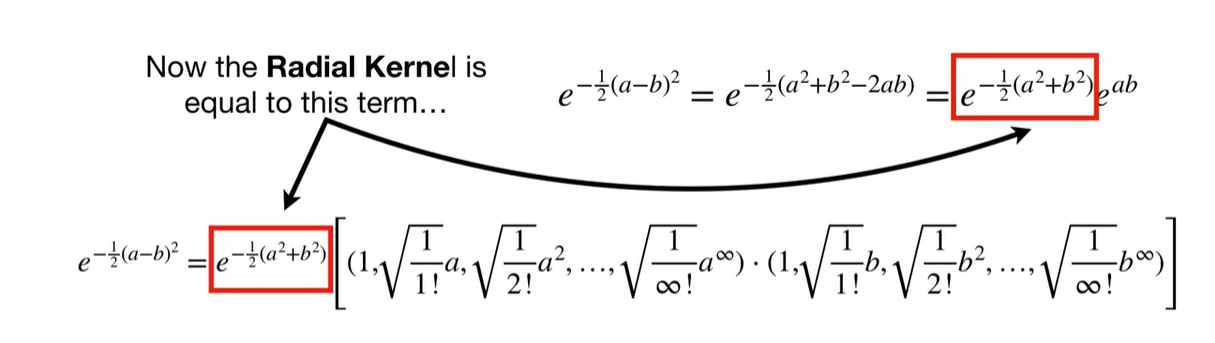 Now the Radial Kernel is
equal to this term…
e^{-\frac{1}{2}(a-b)^2} = e^{-\frac{1}{2}(a^2+b^2-2ab)} = e^{-\frac{1}{2}(a^2+b^2)} e^{ab}
e^{-\frac{1}{2}(a-b)^2} = e^{-\frac{1}{2}(a^2+b^2)} \left[ (1, \sqrt{\frac{1}{1!}}a, \sqrt{\frac{1}{2!}}a^2, …, \sqrt{\frac{1}{\infty!}}a^\infty) \cdot (1, \sqrt{\frac{1}{1!}}b, \sqrt{\frac{1}{2!}}b^2, …, \sqrt{\frac{1}{\infty!}}b^\infty) \right]